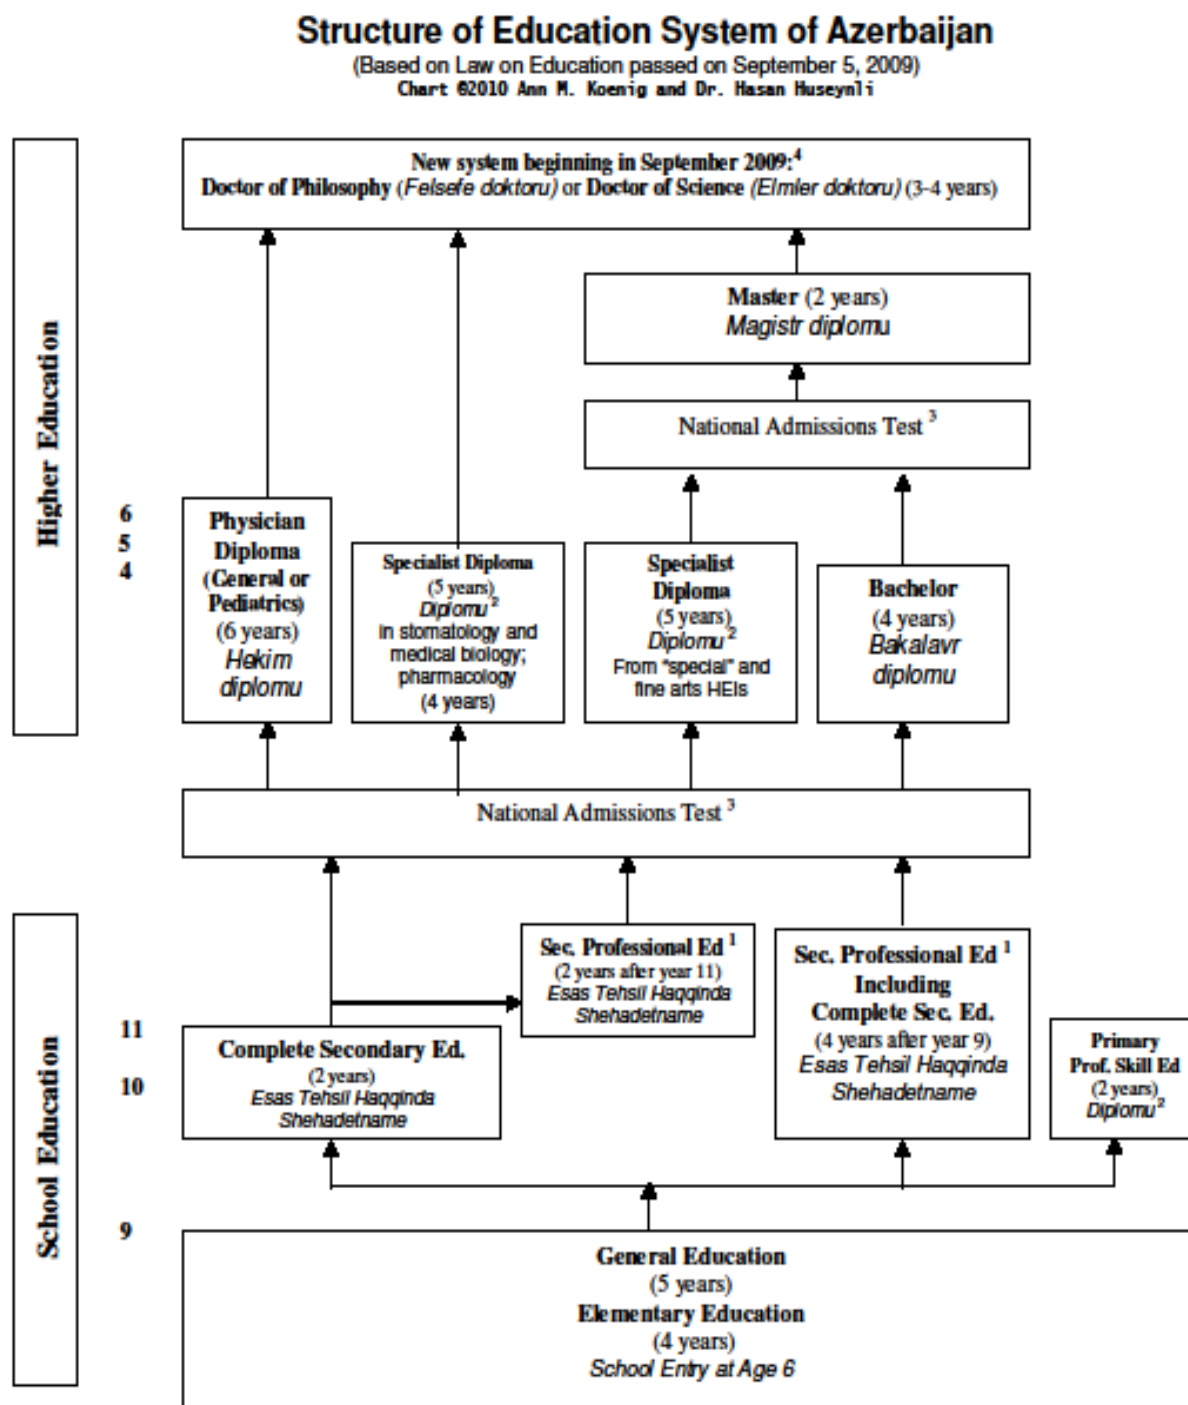 Structure of Education System of Azerbaijan
(Based on Law on Education passed on September 5, 2009)
Chart ©2010 Ann M. Koenig and Dr. Hasan Huseynli
Higher Education
New system beginning in September 2009:4
Doctor of Philosophy (Felsefe doktoru) or Doctor of Science (Elmler doktoru) (3-4 years)
Master (2 years)
Magistr diplomu
National Admissions Test 3
6
5
4
Physician
Diploma
(General or
Pediatrics)
(6 years)
Hekim
diplomu
Specialist Diploma
(5 years)
Diplomu2
in stomatology and
medical biology;
pharmacology
(4 years)
Specialist
Diploma
(5 years)
Diplomu2
From "special" and
fine arts HEIs
Bachelor
(4 years)
Bakalavr
diplomu
National Admissions Test 3
School Education
11
10
9
Complete Secondary Ed.
(2 years)
Esas Tehsil Haqqinda
Shehadetname
Sec. Professional Ed 1
(2 years after year 11)
Esas Tehsil Haqqinda
Shehadetname
Sec. Professional Ed 1
Including
Complete Sec. Ed.
(4 years after year 9)
Esas Tehsil Haqqinda
Shehadetname
Primary
Prof. Skill Ed
(2 years)
Diplomu2
General Education
(5 years)
Elementary Education
(4 years)
School Entry at Age 6